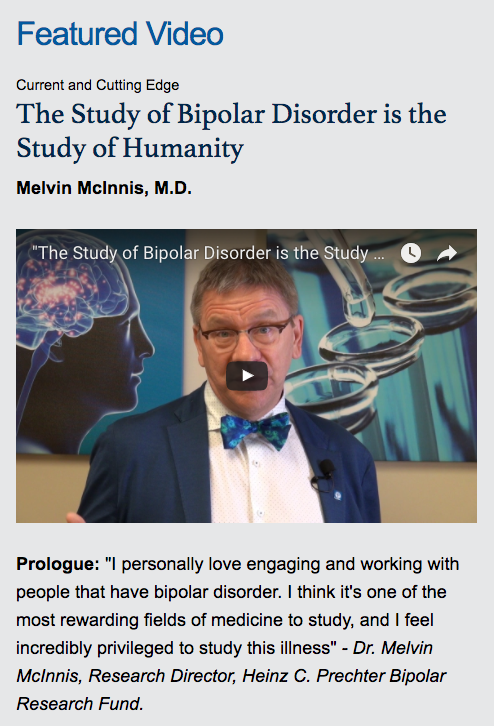 Featured Video
Current and Cutting Edge
The Study of Bipolar Disorder is the
Study of Humanity
Melvin McInnis, M.D.
"The Study of Bipolar Disorder is the Study ...
Prologue: "I personally love engaging and working with
people that have bipolar disorder. I think it's one of the
most rewarding fields of medicine to study, and I feel
incredibly privileged to study this illness" - Dr. Melvin
McInnis, Research Director, Heinz C. Prechter Bipolar
Research Fund.